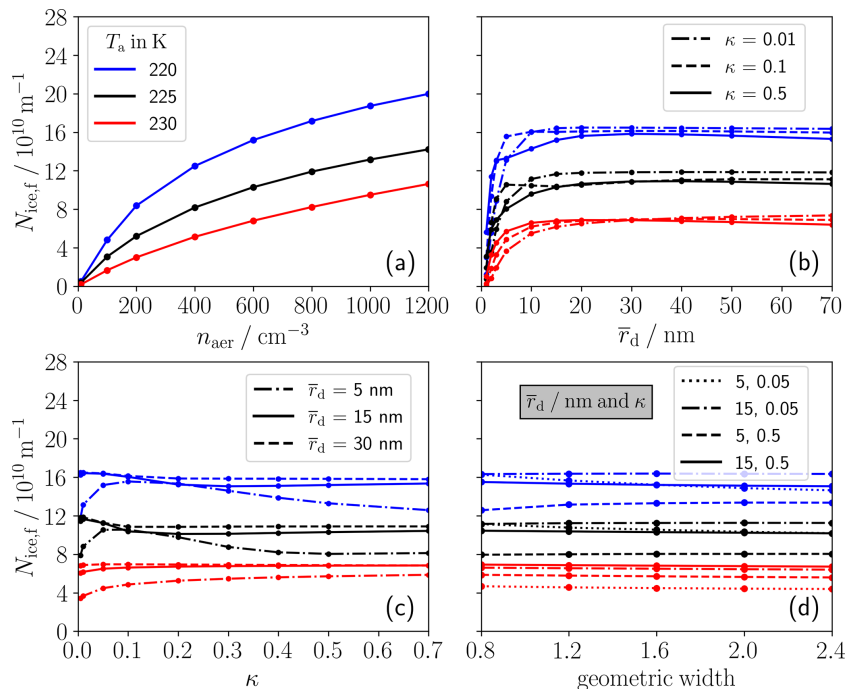 28
24
20
16
12
8
4
0
N_ice,f / 10^10 m^−1
T_a in K
220
225
230
(a)
0 200 400 600 800 1000 1200
n_aer / cm^−3
κ = 0.01
κ = 0.1
κ = 0.5
(b)
0 10 20 30 40 50 60 70
r̅_d / nm
28
24
20
16
12
8
4
0
N_ice,f / 10^10 m^−1
r̅_d = 5 nm
r̅_d = 15 nm
r̅_d = 30 nm
(c)
0.0 0.1 0.2 0.3 0.4 0.5 0.6 0.7
κ
r̅_d / nm and κ
5, 0.05
15, 0.05
5, 0.5
15, 0.5
(d)
0.8 1.2 1.6 2.0 2.4
geometric width